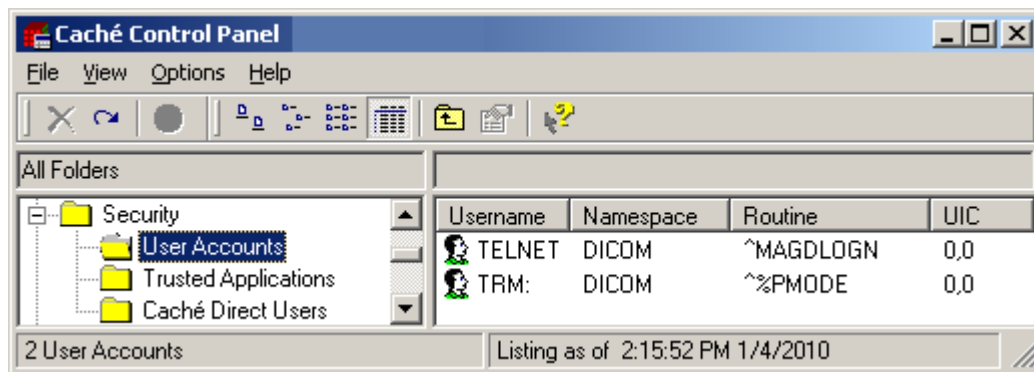 Caché Control Panel
File View Options Help
All Folders
Security
User Accounts
Trusted Applications
Caché Direct Users
Username Namespace Routine UIC
TELNET DICOM ^MAGDLOGN 0,0
TRM: DICOM ^%PMODE 0,0
2 User Accounts Listing as of 2:15:52 PM 1/4/2010